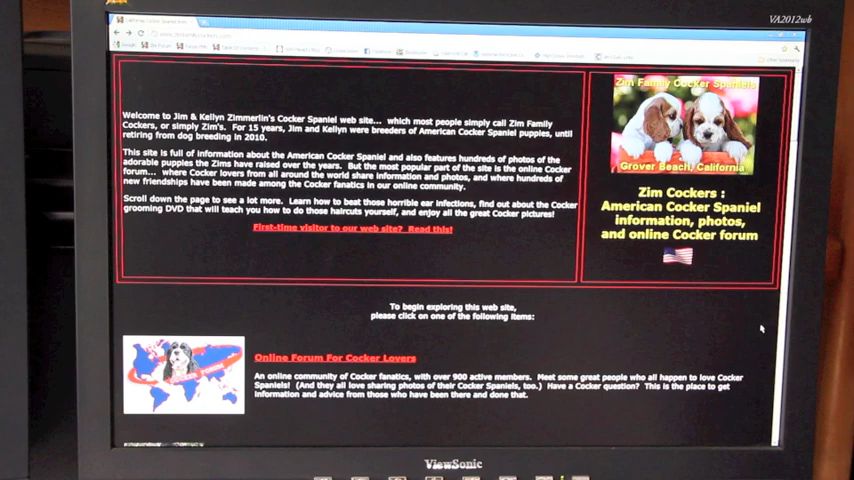 VA2012wb
Welcome to Jim & Kellyn Zimmerlin's Cocker Spaniel web site... which most people simply call Zim Family
Cockers, or simply Zim's. For 15 years, Jim and Kellyn were breeders of American Cocker Spaniel puppies, until
retiring from dog breeding in 2010.
This site is full of information about the American Cocker Spaniel and also features hundreds of photos of the
adorable puppies the Zims have raised over the years. But the most popular part of the site is the online Cocker
forum... where Cocker lovers from all around the world share information and photos, and where hundreds of
new friendships have been made among the Cocker fanatics in our online community.
Scroll down the page to see a lot more. Learn how to beat those horrible ear infections, find out about the Cocker
grooming DVD that will teach you how to do those haircuts yourself, and enjoy all the great Cocker pictures!
First-time visitor to our web site? Read this!
Zim Family Cocker Spaniels
Grover Beach, California
Zim Cockers :
American Cocker Spaniel
information, photos,
and online Cocker forum
To begin exploring this web site,
please click on one of the following items:
COCKER FORUM
Online Forum For Cocker Lovers
An online community of Cocker fanatics, with over 900 active members. Meet some great people who all happen to love Cocker
Spaniels! (And they all love sharing photos of their Cocker Spaniels, too.) Have a Cocker question? This is the place to get
information and advice from those who have been there and done that.
ViewSonic